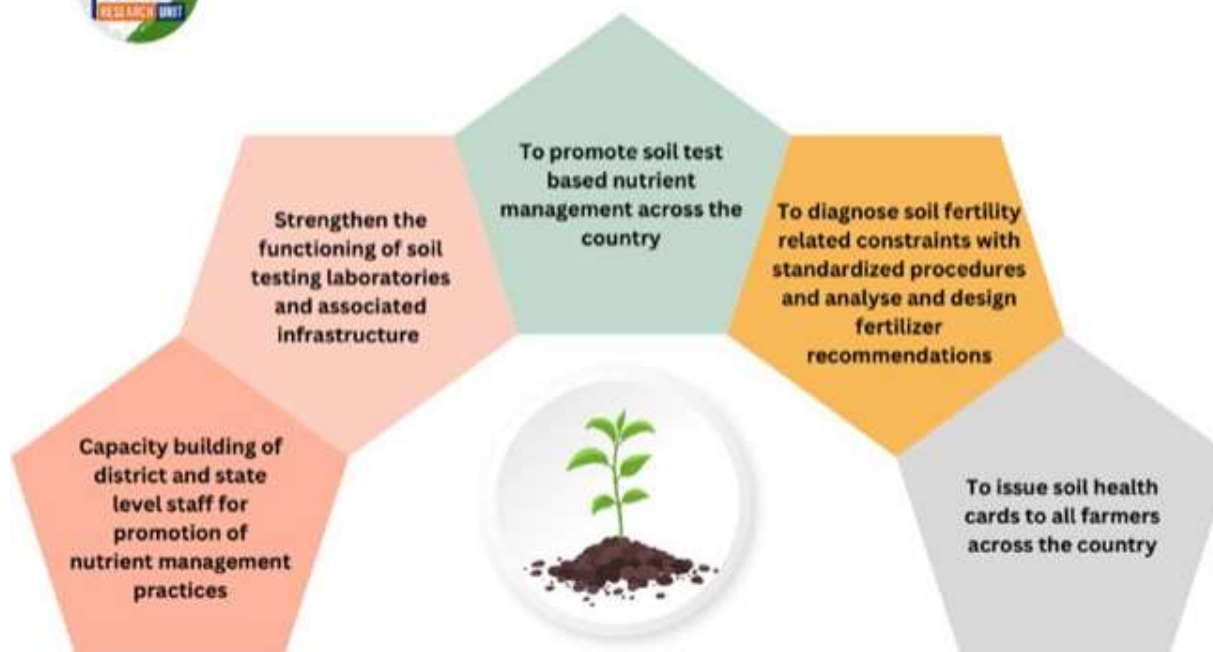 RESEARCH UNIT
To promote soil test
based nutrient
management across the
country
Strengthen the
functioning of soil
testing laboratories
and associated
infrastructure
To diagnose soil fertility
related constraints with
standardized procedures
and analyse and design
fertilizer
recommendations
Capacity building of
district and state
level staff for
promotion of
nutrient management
practices
To issue soil health
cards to all farmers
across the country